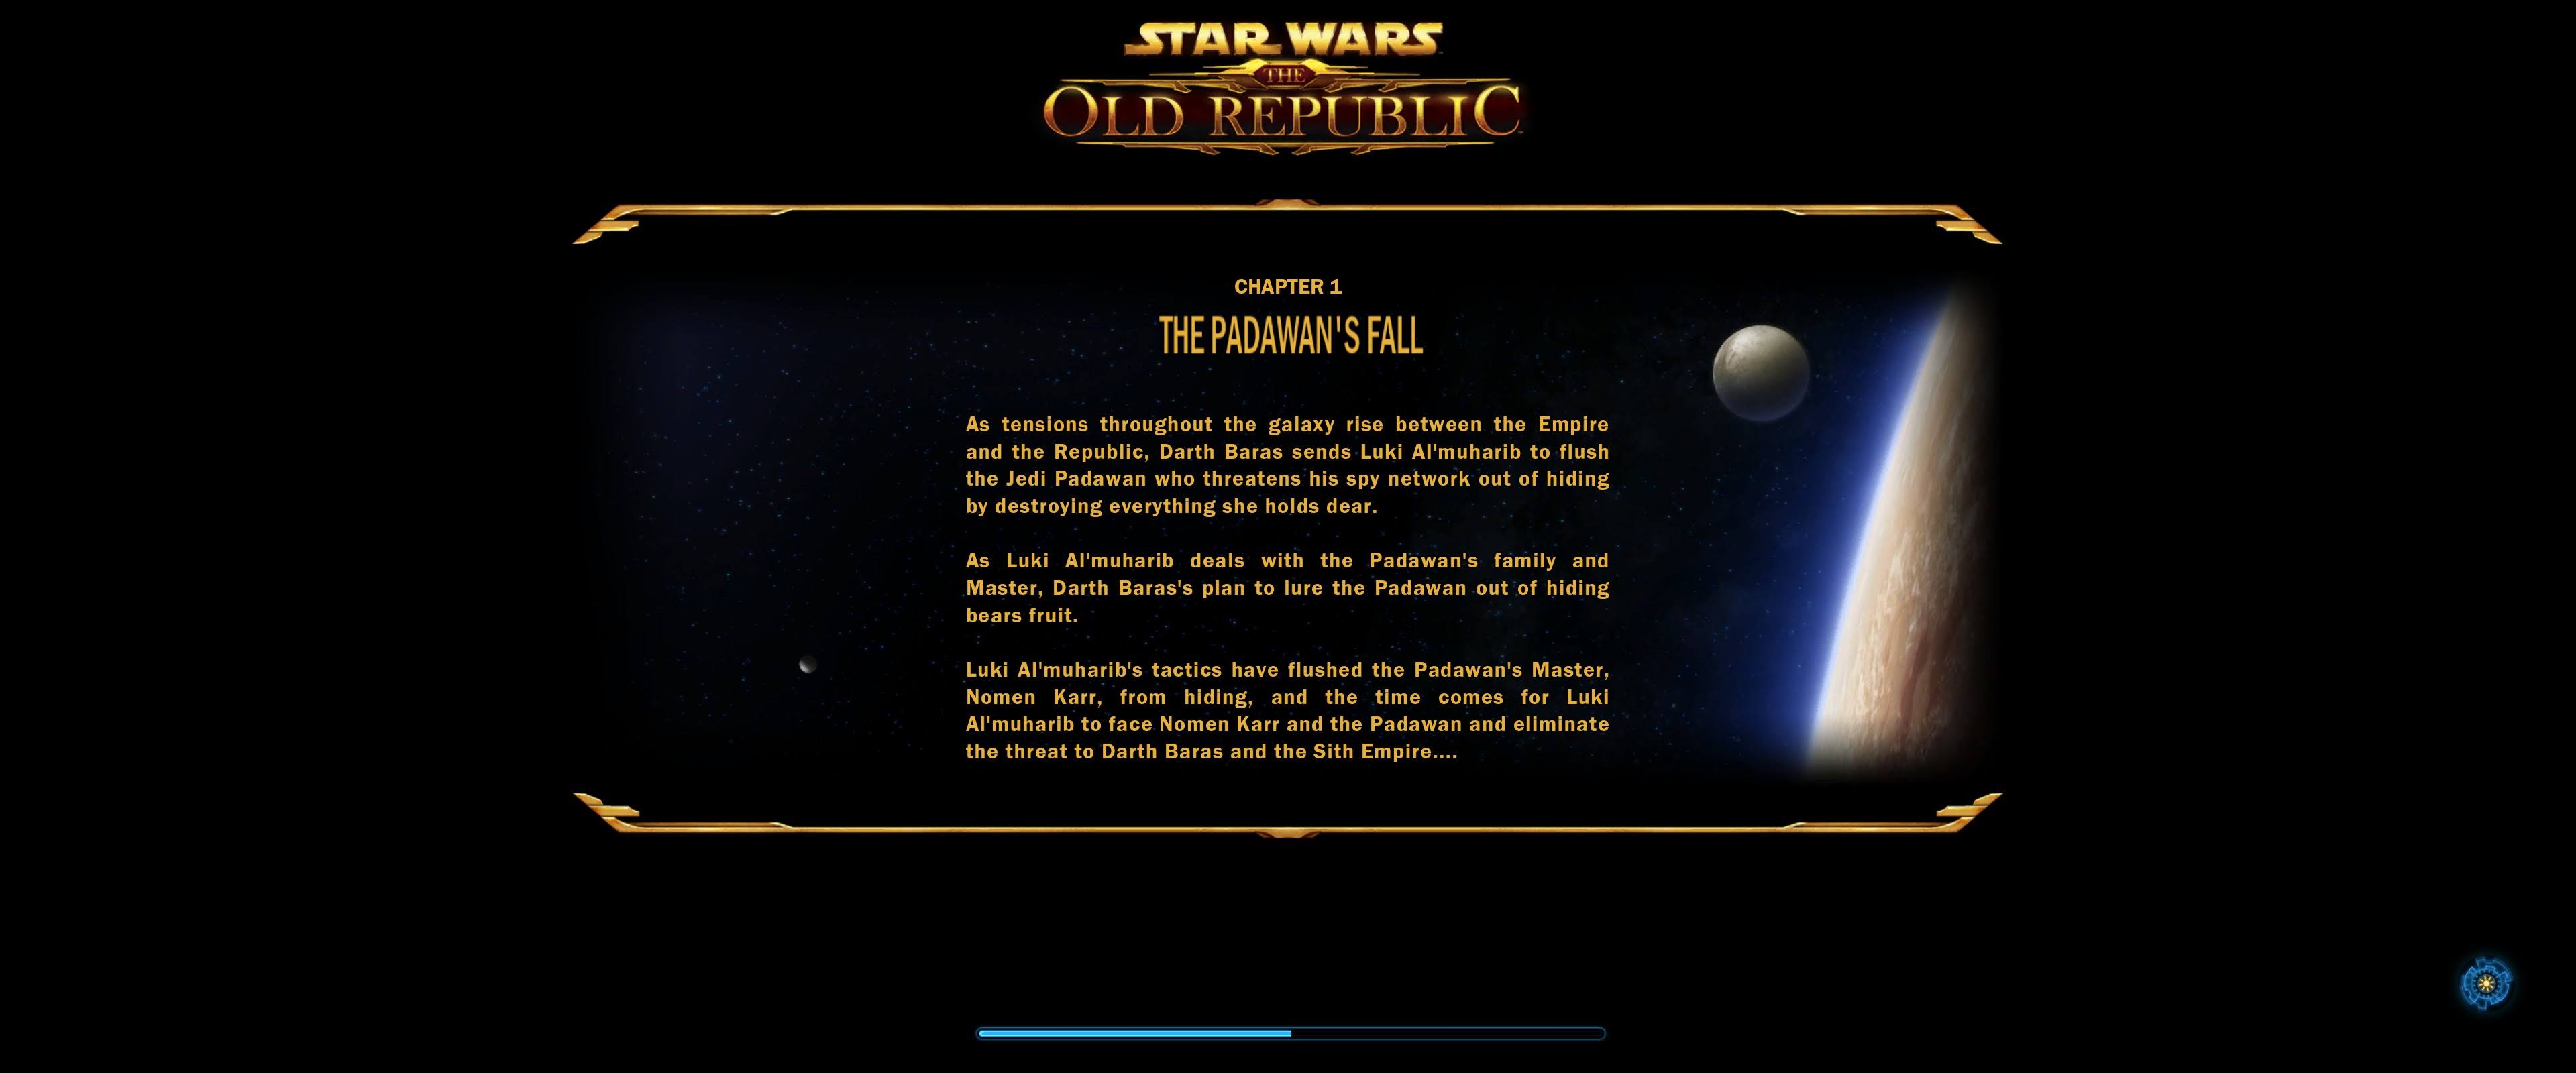 STAR WARS
THE
OLD REPUBLIC
CHAPTER 1
THE PADAWAN'S FALL
As tensions throughout the galaxy rise between the Empire
and the Republic, Darth Baras sends Luki Al'muharib to flush
the Jedi Padawan who threatens his spy network out of hiding
by destroying everything she holds dear.
As Luki Al'muharib deals with the Padawan's family and
Master, Darth Baras's plan to lure the Padawan out of hiding
bears fruit.
Luki Al'muharib's tactics have flushed the Padawan's Master,
Nomen Karr, from hiding, and the time comes for Luki
Al'muharib to face Nomen Karr and the Padawan and eliminate
the threat to Darth Baras and the Sith Empire....